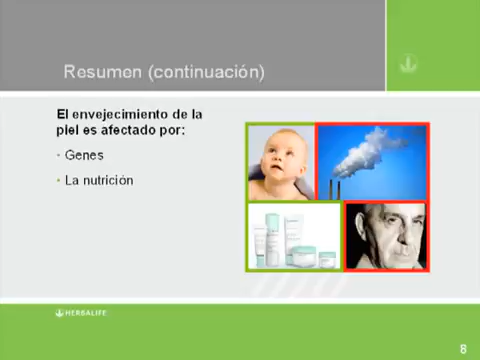 Resumen (continuación)
El envejecimiento de la
piel es afectado por:
· Genes
· La nutrición
HERBALIFE
8